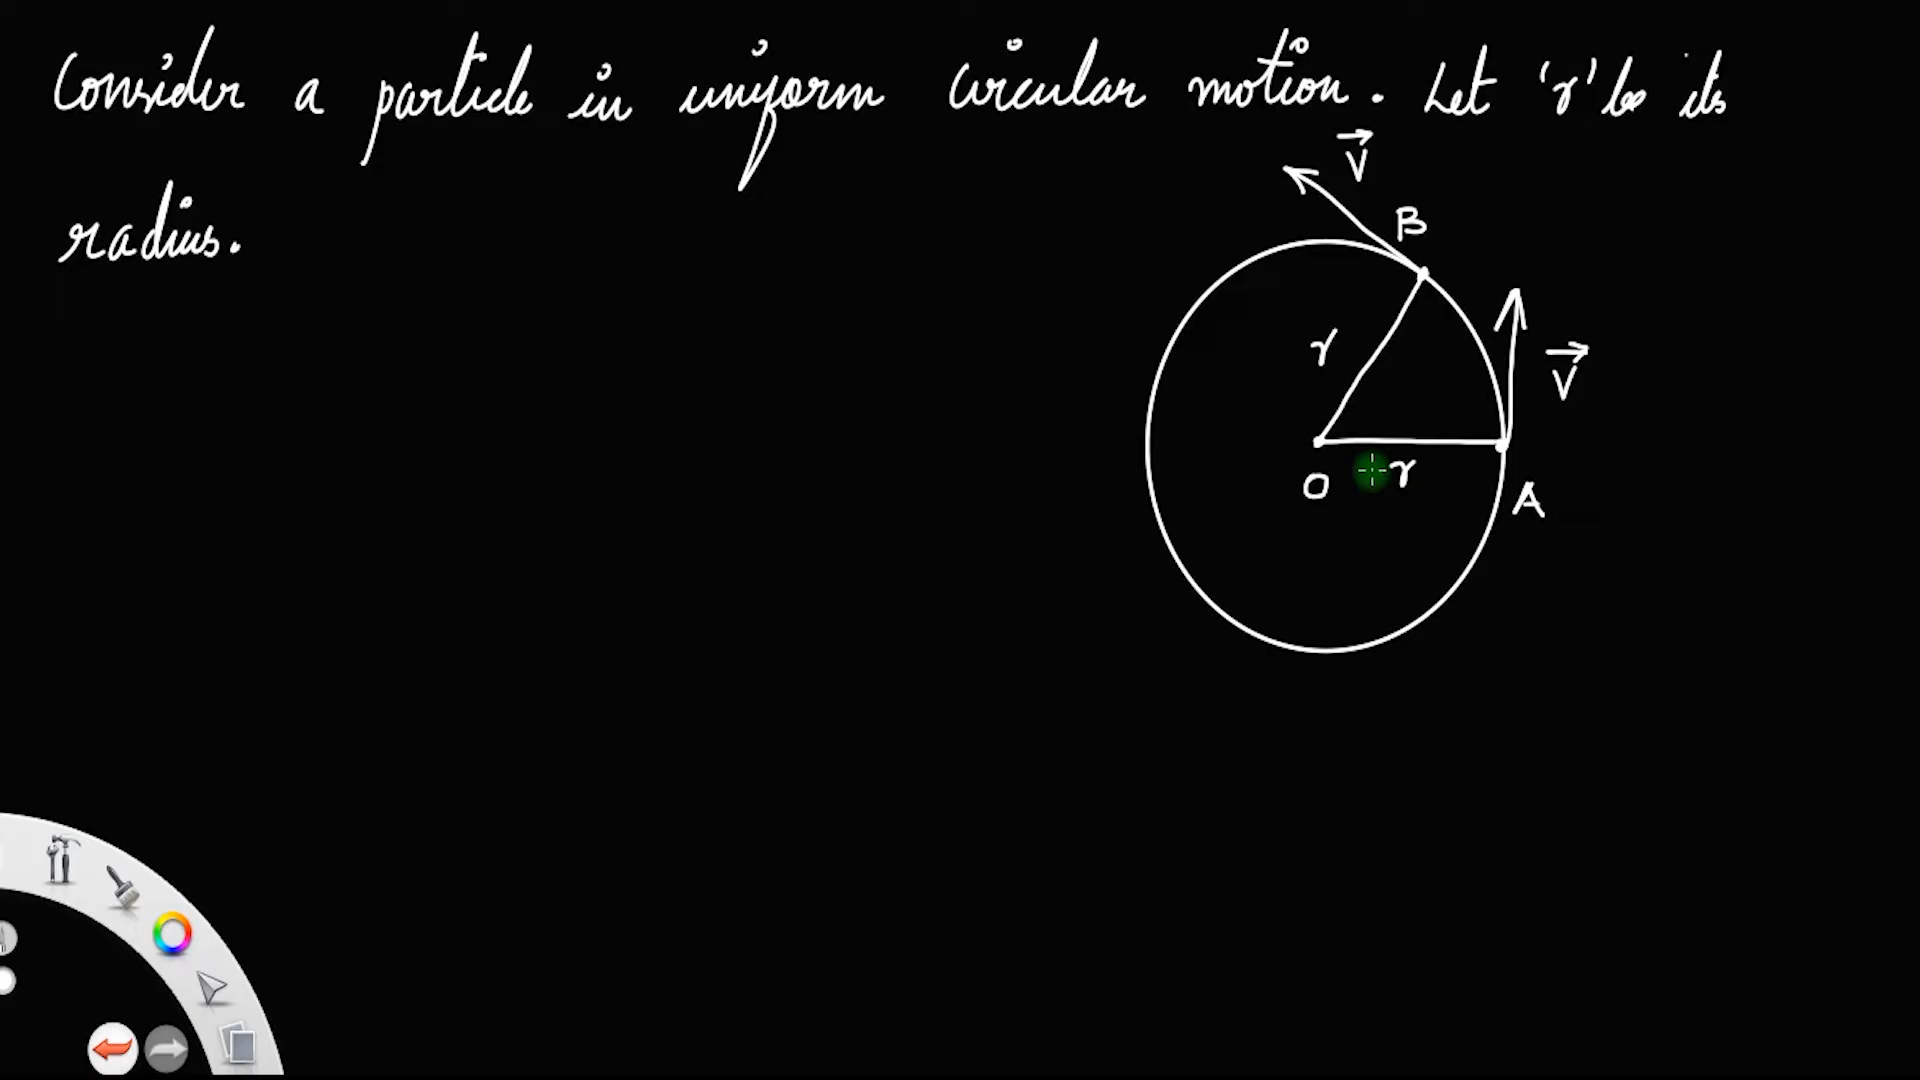 Consider a particle in uniform circular motion. Let 'r' be its
radius.
V
B
r
V
O r
A